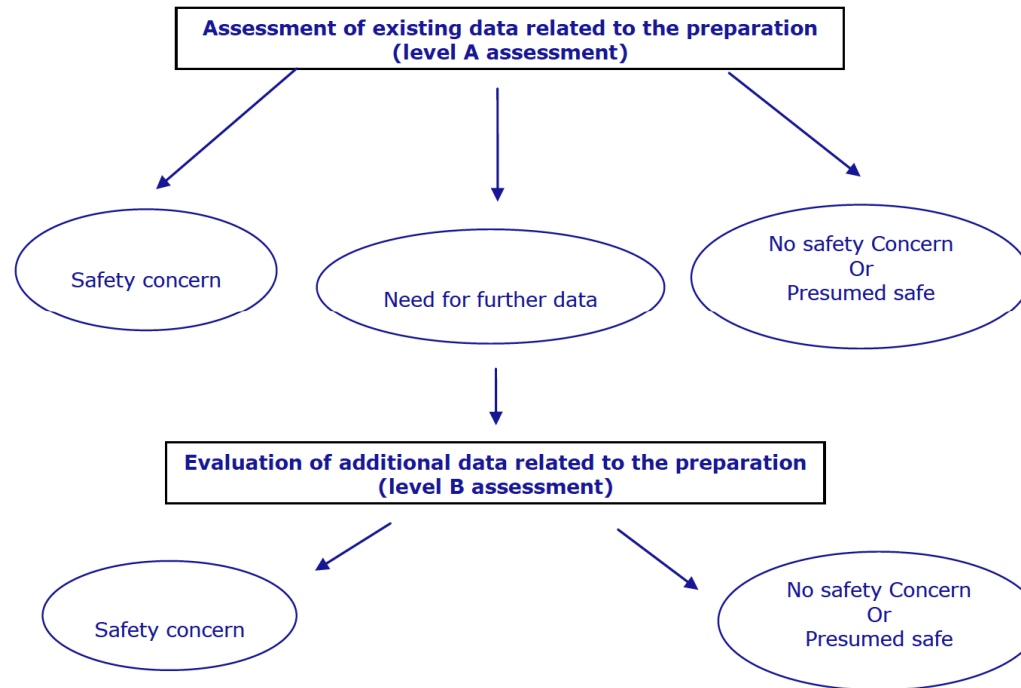 Assessment of existing data related to the preparation
(level A assessment)
Safety concern
Need for further data
No safety Concern
Or
Presumed safe
Evaluation of additional data related to the preparation
(level B assessment)
Safety concern
No safety Concern
Or
Presumed safe